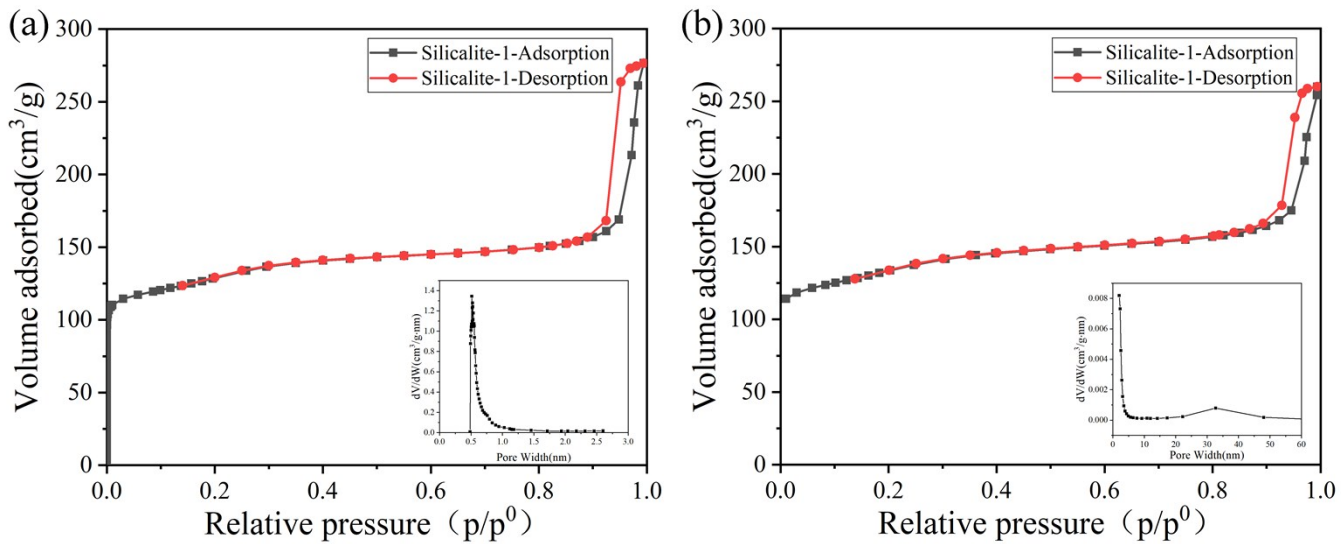 (a)
300
250
200
150
100
50
0
Volume adsorbed(cm³/g)
Silicalite-1-Adsorption
Silicalite-1-Desorption
1.4
1.2
1.0
0.8
0.6
0.4
0.2
0.0
dV/dW(cm³/g·nm)
0.0 0.5 1.0 1.5 2.0 2.5 3.0
Pore Width(nm)
0.0 0.2 0.4 0.6 0.8 1.0
Relative pressure（p/p⁰）
(b)
300
250
200
150
100
50
0
Volume adsorbed(cm³/g)
Silicalite-1-Adsorption
Silicalite-1-Desorption
0.008
0.006
0.004
0.002
0.000
dV/dW(cm³/g·nm)
0 10 20 30 40 50 60
Pore Width(nm)
0.0 0.2 0.4 0.6 0.8 1.0
Relative pressure（p/p⁰）